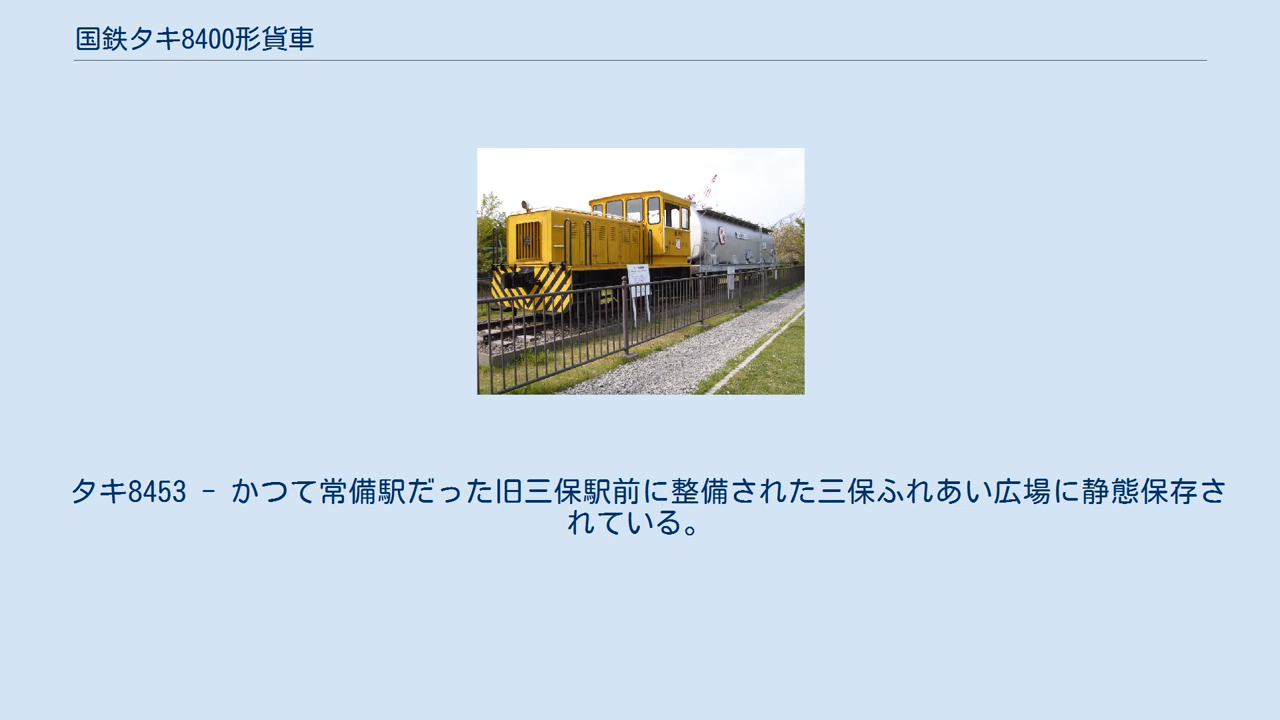 国鉄タキ8400形貨車
タキ8453 - かつて常備駅だった旧三保駅前に整備された三保ふれあい広場に静態保存さ
れている。